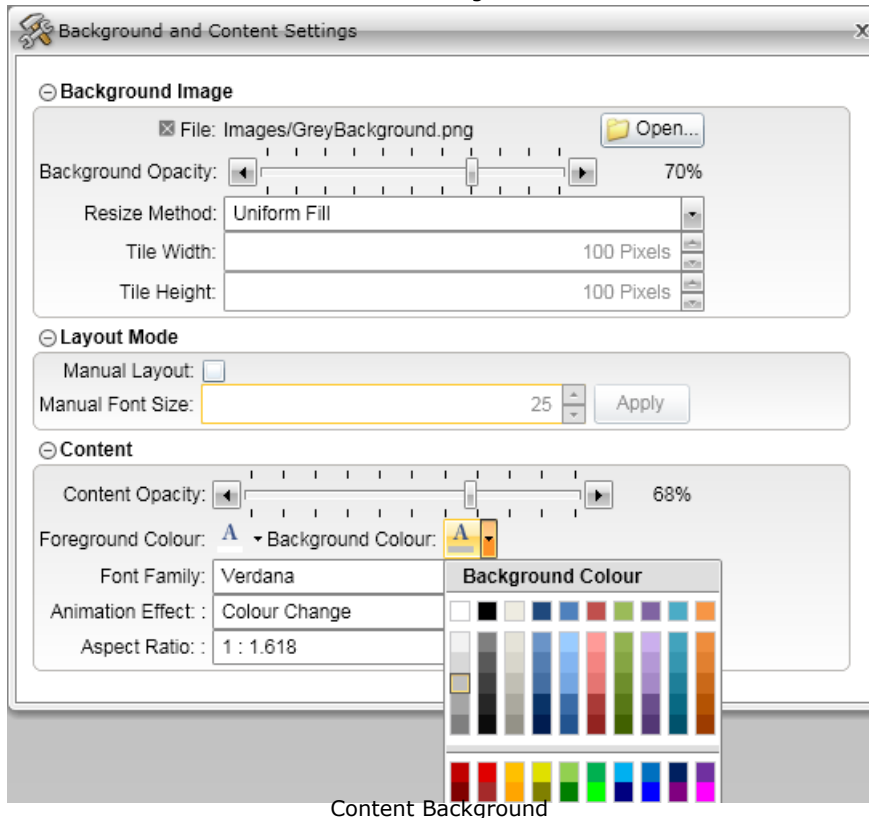 Background and Content Settings x
Background Image
File: Images/GreyBackground.png Open...
Background Opacity: 70%
Resize Method: Uniform Fill
Tile Width: 100 Pixels
Tile Height: 100 Pixels
Layout Mode
Manual Layout:
Manual Font Size: 25 Apply
Content
Content Opacity: 68%
Foreground Colour: A Background Colour: A
Font Family: Verdana
Background Colour
Animation Effect: : Colour Change
Aspect Ratio: : 1 : 1.618
Content Background